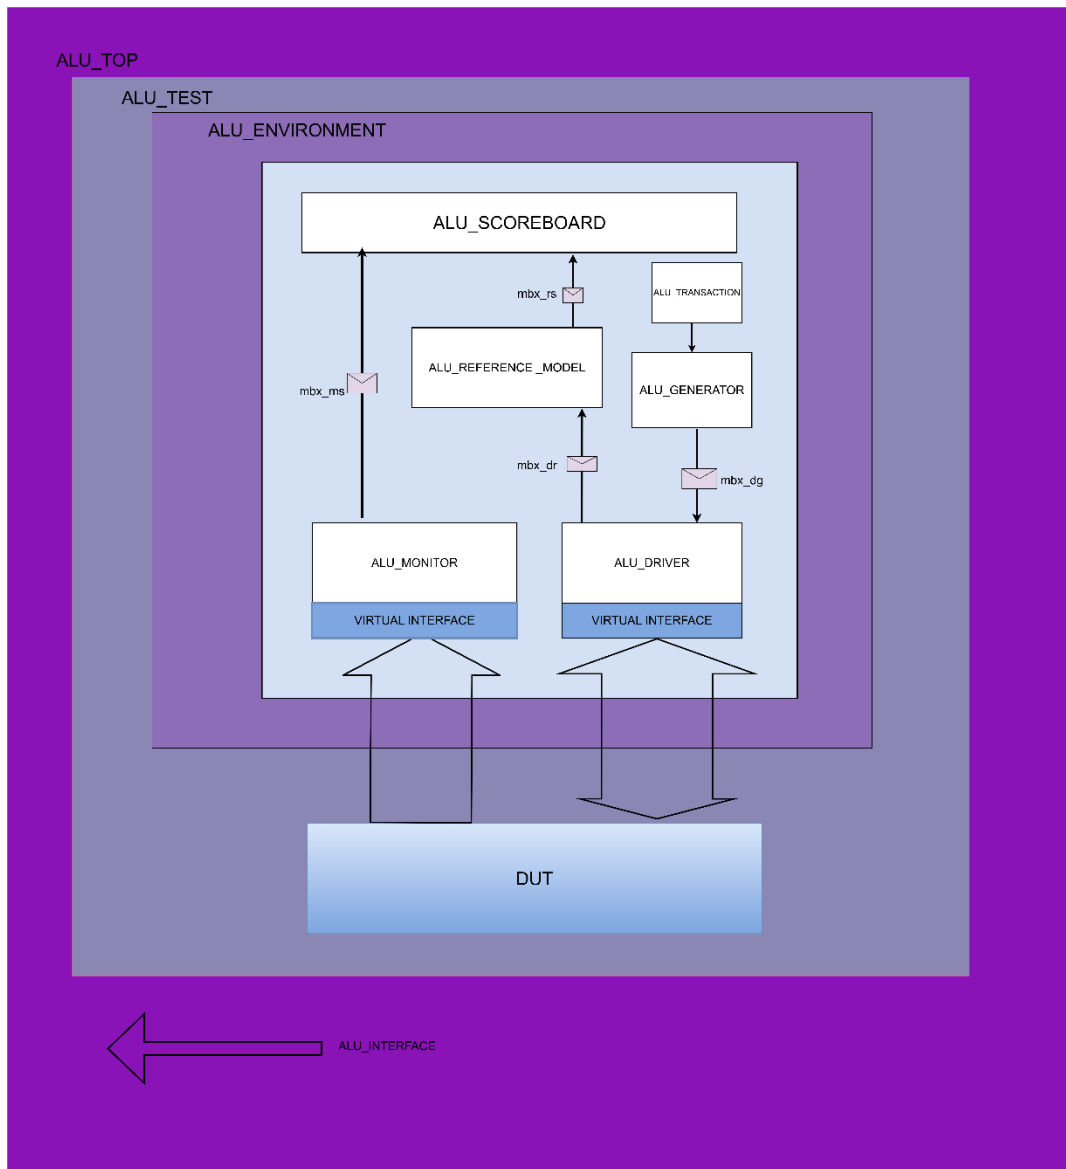 ALU_TOP
ALU_TEST
ALU_ENVIRONMENT
ALU_SCOREBOARD
mbx_rs
ALU_TRANSACTION
ALU_REFERENCE _MODEL
ALU_GENERATOR
mbx_ms
mbx_dr
mbx_dg
ALU_MONITOR
ALU_DRIVER
VIRTUAL INTERFACE
VIRTUAL INTERFACE
DUT
ALU_INTERFACE